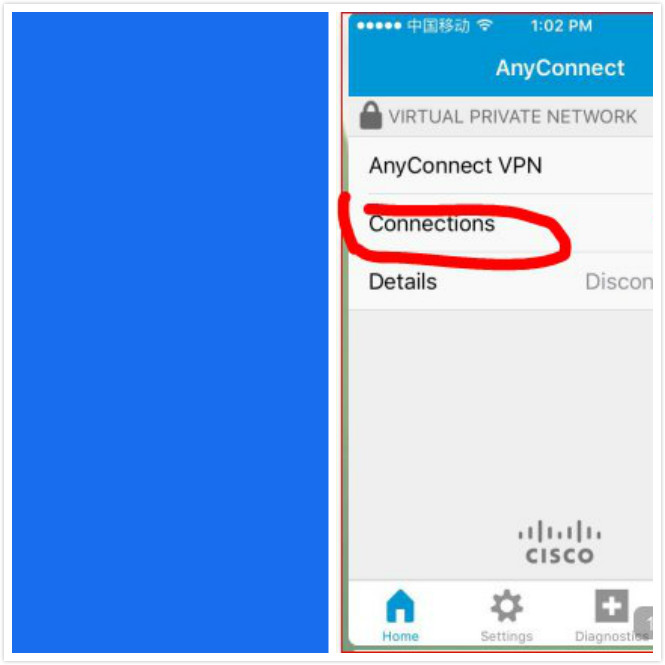 中国移动 1:02 PM
AnyConnect
VIRTUAL PRIVATE NETWORK
AnyConnect VPN
Connections
Details Discon
CISCO
Home Settings Diagnostics
1